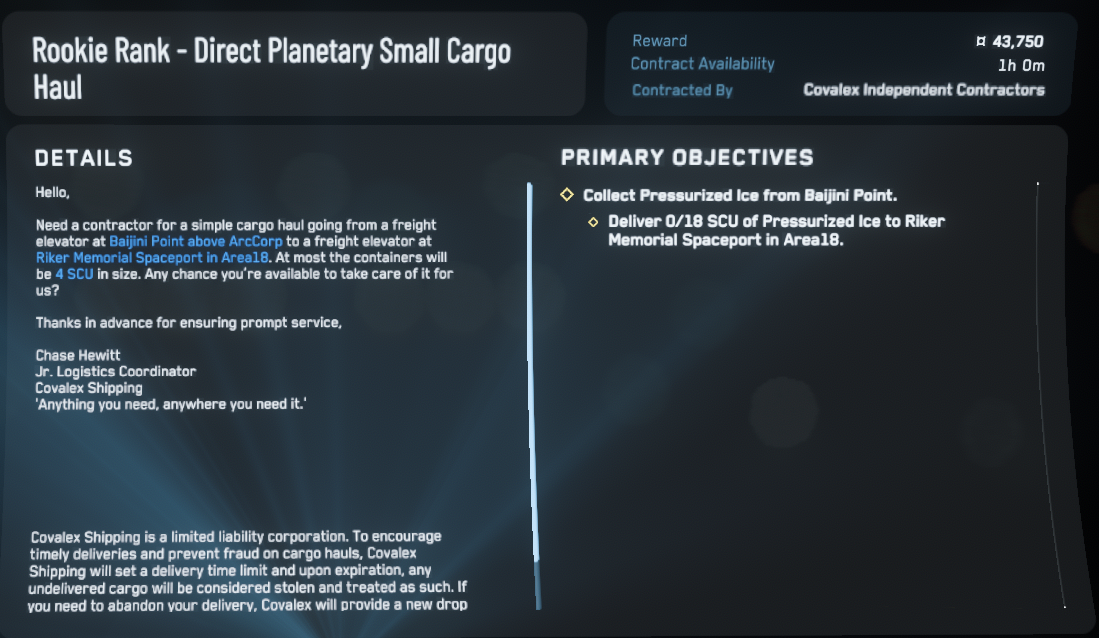 Rookie Rank - Direct Planetary Small Cargo
Haul
Reward ¤ 43,750
Contract Availability 1h 0m
Contracted By Covalex Independent Contractors
DETAILS
Hello,
Need a contractor for a simple cargo haul going from a freight
elevator at Baijini Point above ArcCorp to a freight elevator at
Riker Memorial Spaceport in Area18. At most the containers will
be 4 SCU in size. Any chance you're available to take care of it for
us?
Thanks in advance for ensuring prompt service,
Chase Hewitt
Jr. Logistics Coordinator
Covalex Shipping
'Anything you need, anywhere you need it.'
Covalex Shipping is a limited liability corporation. To encourage
timely deliveries and prevent fraud on cargo hauls, Covalex
Shipping will set a delivery time limit and upon expiration, any
undelivered cargo will be considered stolen and treated as such. If
you need to abandon your delivery, Covalex will provide a new drop
PRIMARY OBJECTIVES
Collect Pressurized Ice from Baijini Point.
Deliver 0/18 SCU of Pressurized Ice to Riker
Memorial Spaceport in Area18.